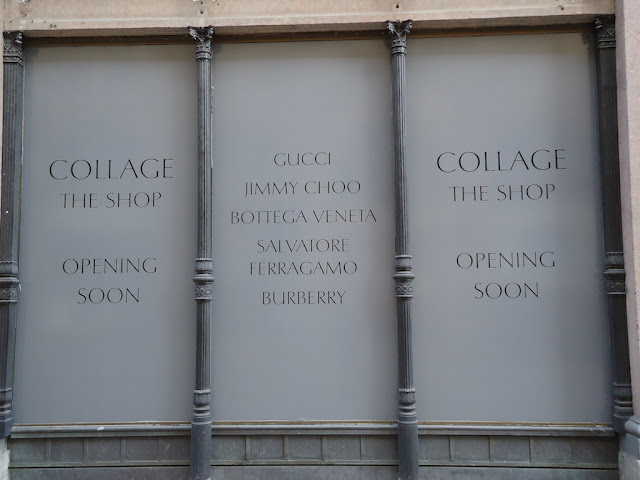 COLLAGE
THE SHOP
OPENING
SOON
GUCCI
JIMMY CHOO
BOTTEGA VENETA
SALVATORE
FERRAGAMO
BURBERRY
COLLAGE
THE SHOP
OPENING
SOON